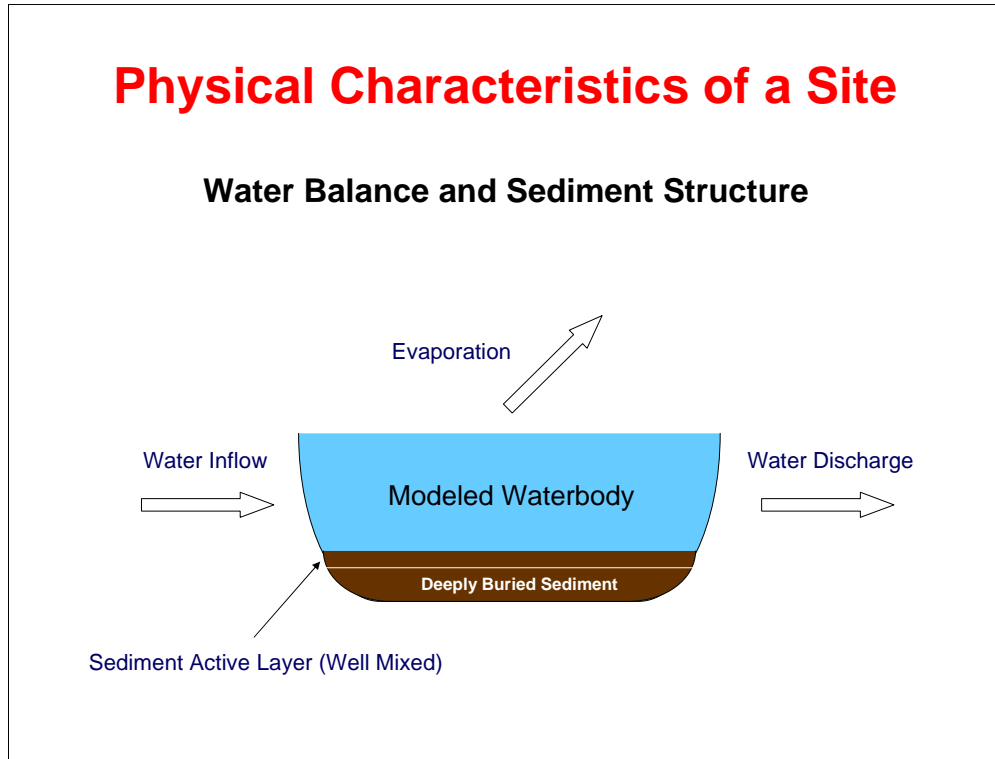 Physical Characteristics of a Site
Water Balance and Sediment Structure
Evaporation
Water Inflow
Water Discharge
Modeled Waterbody
Deeply Buried Sediment
Sediment Active Layer (Well Mixed)